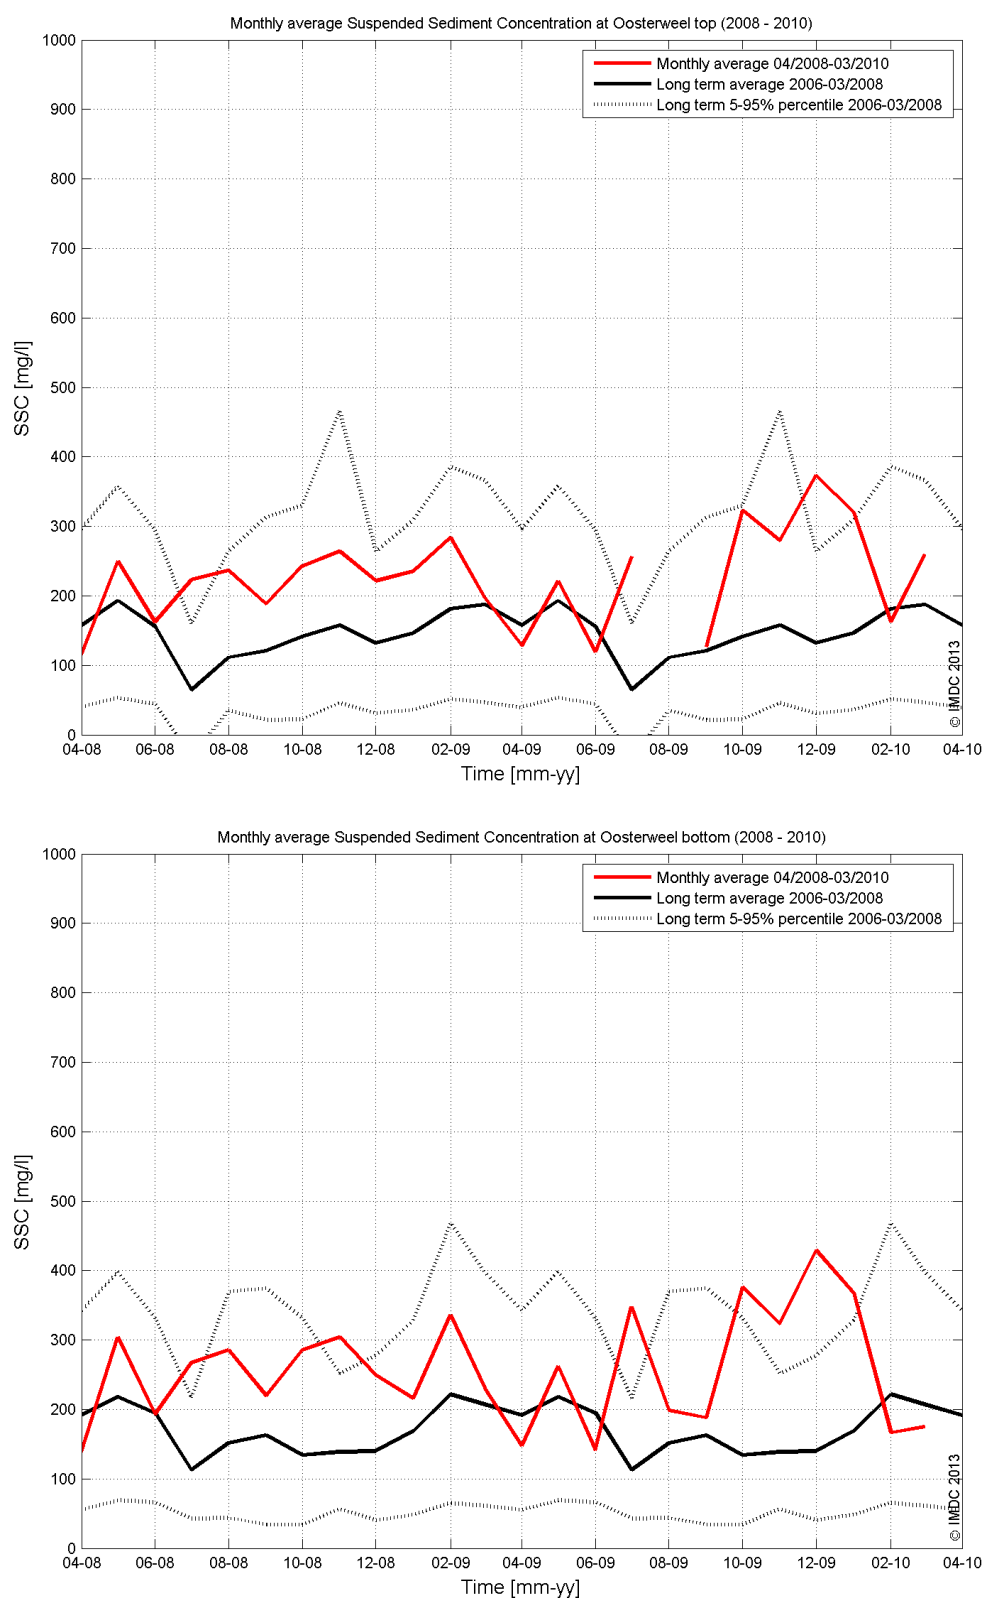 Monthly average Suspended Sediment Concentration at Oosterweel top (2008 - 2010)
1000
900
800
700
600
500
400
300
200
100
0
SSC [mg/l]
Monthly average 04/2008-03/2010
Long term average 2006-03/2008
Long term 5-95% percentile 2006-03/2008
© IMDC 2013
04-08 06-08 08-08 10-08 12-08 02-09 04-09 06-09 08-09 10-09 12-09 02-10 04-10
Time [mm-yy]
Monthly average Suspended Sediment Concentration at Oosterweel bottom (2008 - 2010)
1000
900
800
700
600
500
400
300
200
100
0
SSC [mg/l]
Monthly average 04/2008-03/2010
Long term average 2006-03/2008
Long term 5-95% percentile 2006-03/2008
© IMDC 2013
04-08 06-08 08-08 10-08 12-08 02-09 04-09 06-09 08-09 10-09 12-09 02-10 04-10
Time [mm-yy]